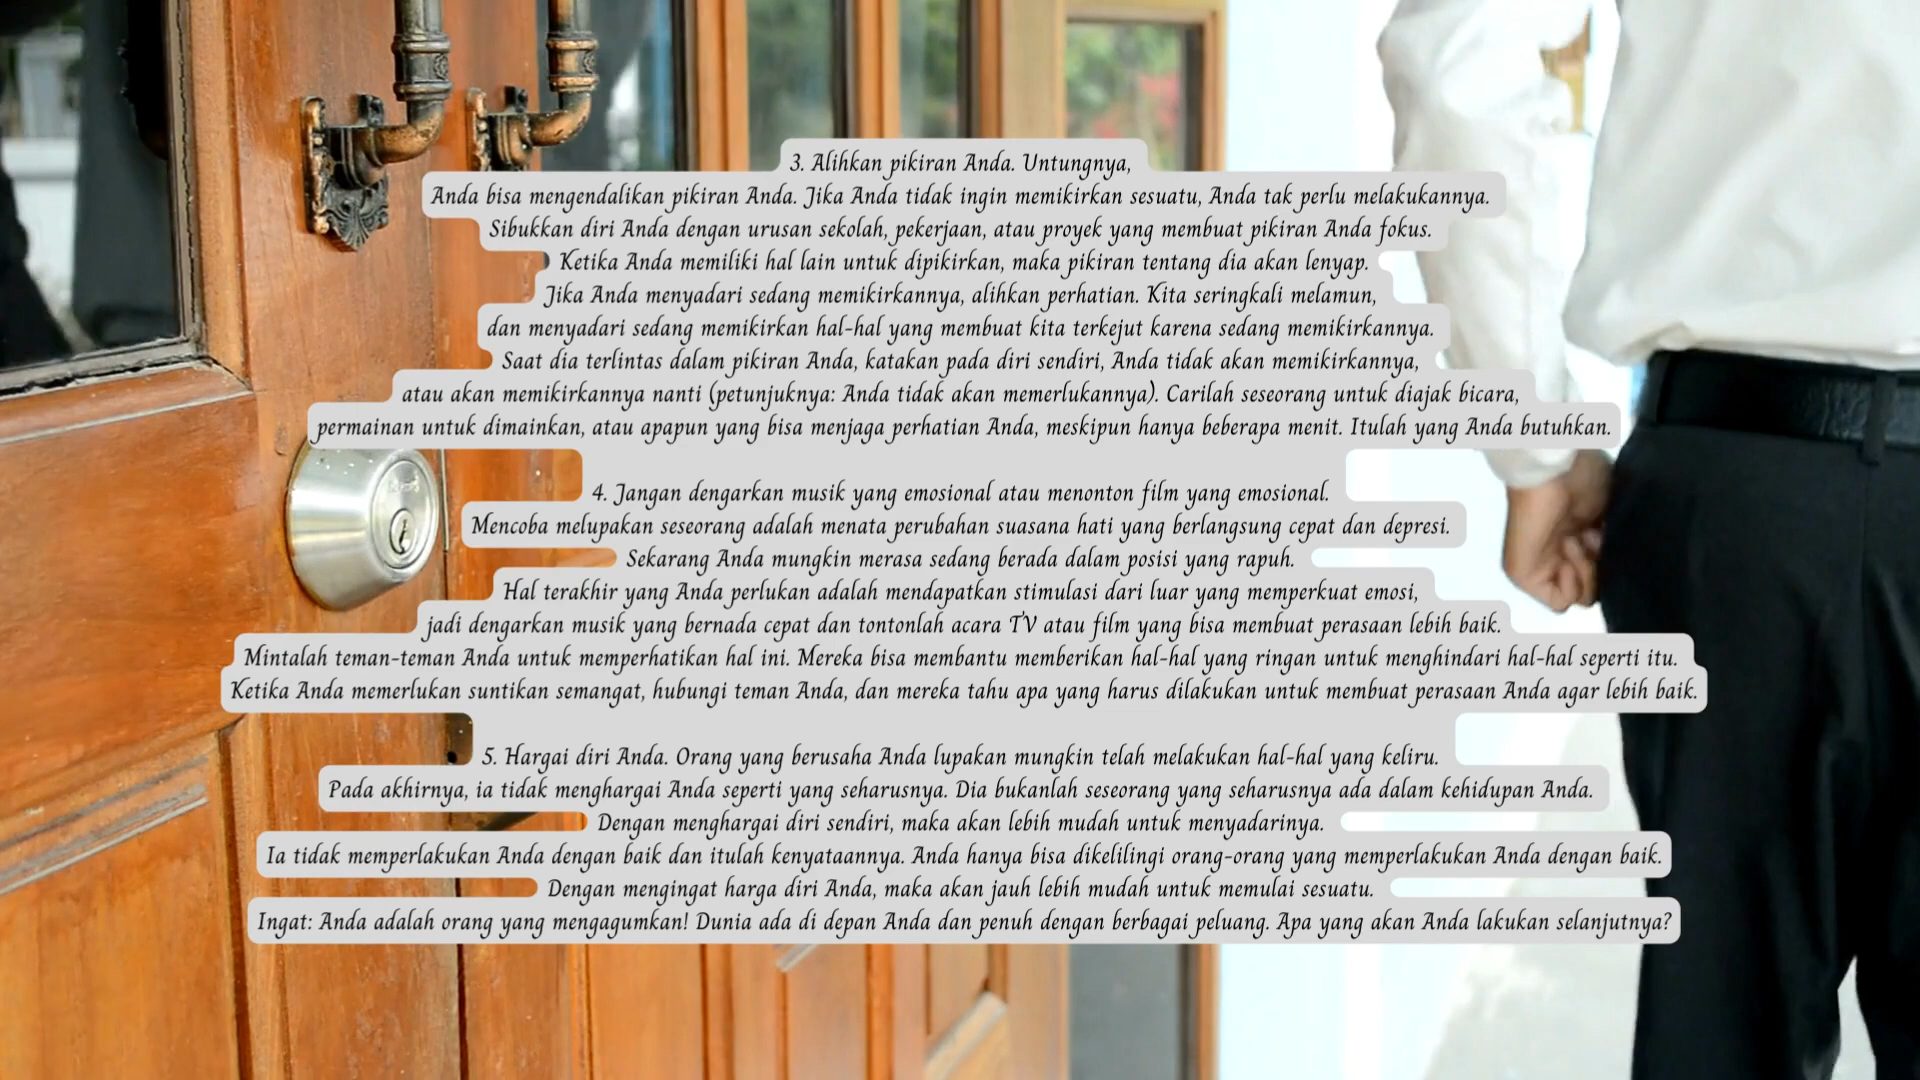 3. Alihkan pikiran Anda. Untungnya,
Anda bisa mengendalikan pikiran Anda. Jika Anda tidak ingin memikirkan sesuatu, Anda tak perlu melakukannya.
Sibukkan diri Anda dengan urusan sekolah, pekerjaan, atau proyek yang membuat pikiran Anda fokus.
Ketika Anda memiliki hal lain untuk dipikirkan, maka pikiran tentang dia akan lenyap.
Jika Anda menyadari sedang memikirkannya, alihkan perhatian. Kita seringkali melamun,
dan menyadari sedang memikirkan hal-hal yang membuat kita terkejut karena sedang memikirkannya.
Saat dia terlintas dalam pikiran Anda, katakan pada diri sendiri, Anda tidak akan memikirkannya,
atau akan memikirkannya nanti (petunjuknya: Anda tidak akan memerlukannya). Carilah seseorang untuk diajak bicara,
permainan untuk dimainkan, atau apapun yang bisa menjaga perhatian Anda, meskipun hanya beberapa menit. Itulah yang Anda butuhkan.
4. Jangan dengarkan musik yang emosional atau menonton film yang emosional.
Mencoba melupakan seseorang adalah menata perubahan suasana hati yang berlangsung cepat dan depresi.
Sekarang Anda mungkin merasa sedang berada dalam posisi yang rapuh.
Hal terakhir yang Anda perlukan adalah mendapatkan stimulasi dari luar yang memperkuat emosi,
jadi dengarkan musik yang bernada cepat dan tontonlah acara TV atau film yang bisa membuat perasaan lebih baik.
Mintalah teman-teman Anda untuk memperhatikan hal ini. Mereka bisa membantu memberikan hal-hal yang ringan untuk menghindari hal-hal seperti itu.
Ketika Anda memerlukan suntikan semangat, hubungi teman Anda, dan mereka tahu apa yang harus dilakukan untuk membuat perasaan Anda agar lebih baik.
5. Hargai diri Anda. Orang yang berusaha Anda lupakan mungkin telah melakukan hal-hal yang keliru.
Pada akhirnya, ia tidak menghargai Anda seperti yang seharusnya. Dia bukanlah seseorang yang seharusnya ada dalam kehidupan Anda.
Dengan menghargai diri sendiri, maka akan lebih mudah untuk menyadarinya.
Ia tidak memperlakukan Anda dengan baik dan itulah kenyataannya. Anda hanya bisa dikelilingi orang-orang yang memperlakukan Anda dengan baik.
Dengan mengingat harga diri Anda, maka akan jauh lebih mudah untuk memulai sesuatu.
Ingat: Anda adalah orang yang mengagumkan! Dunia ada di depan Anda dan penuh dengan berbagai peluang. Apa yang akan Anda lakukan selanjutnya?